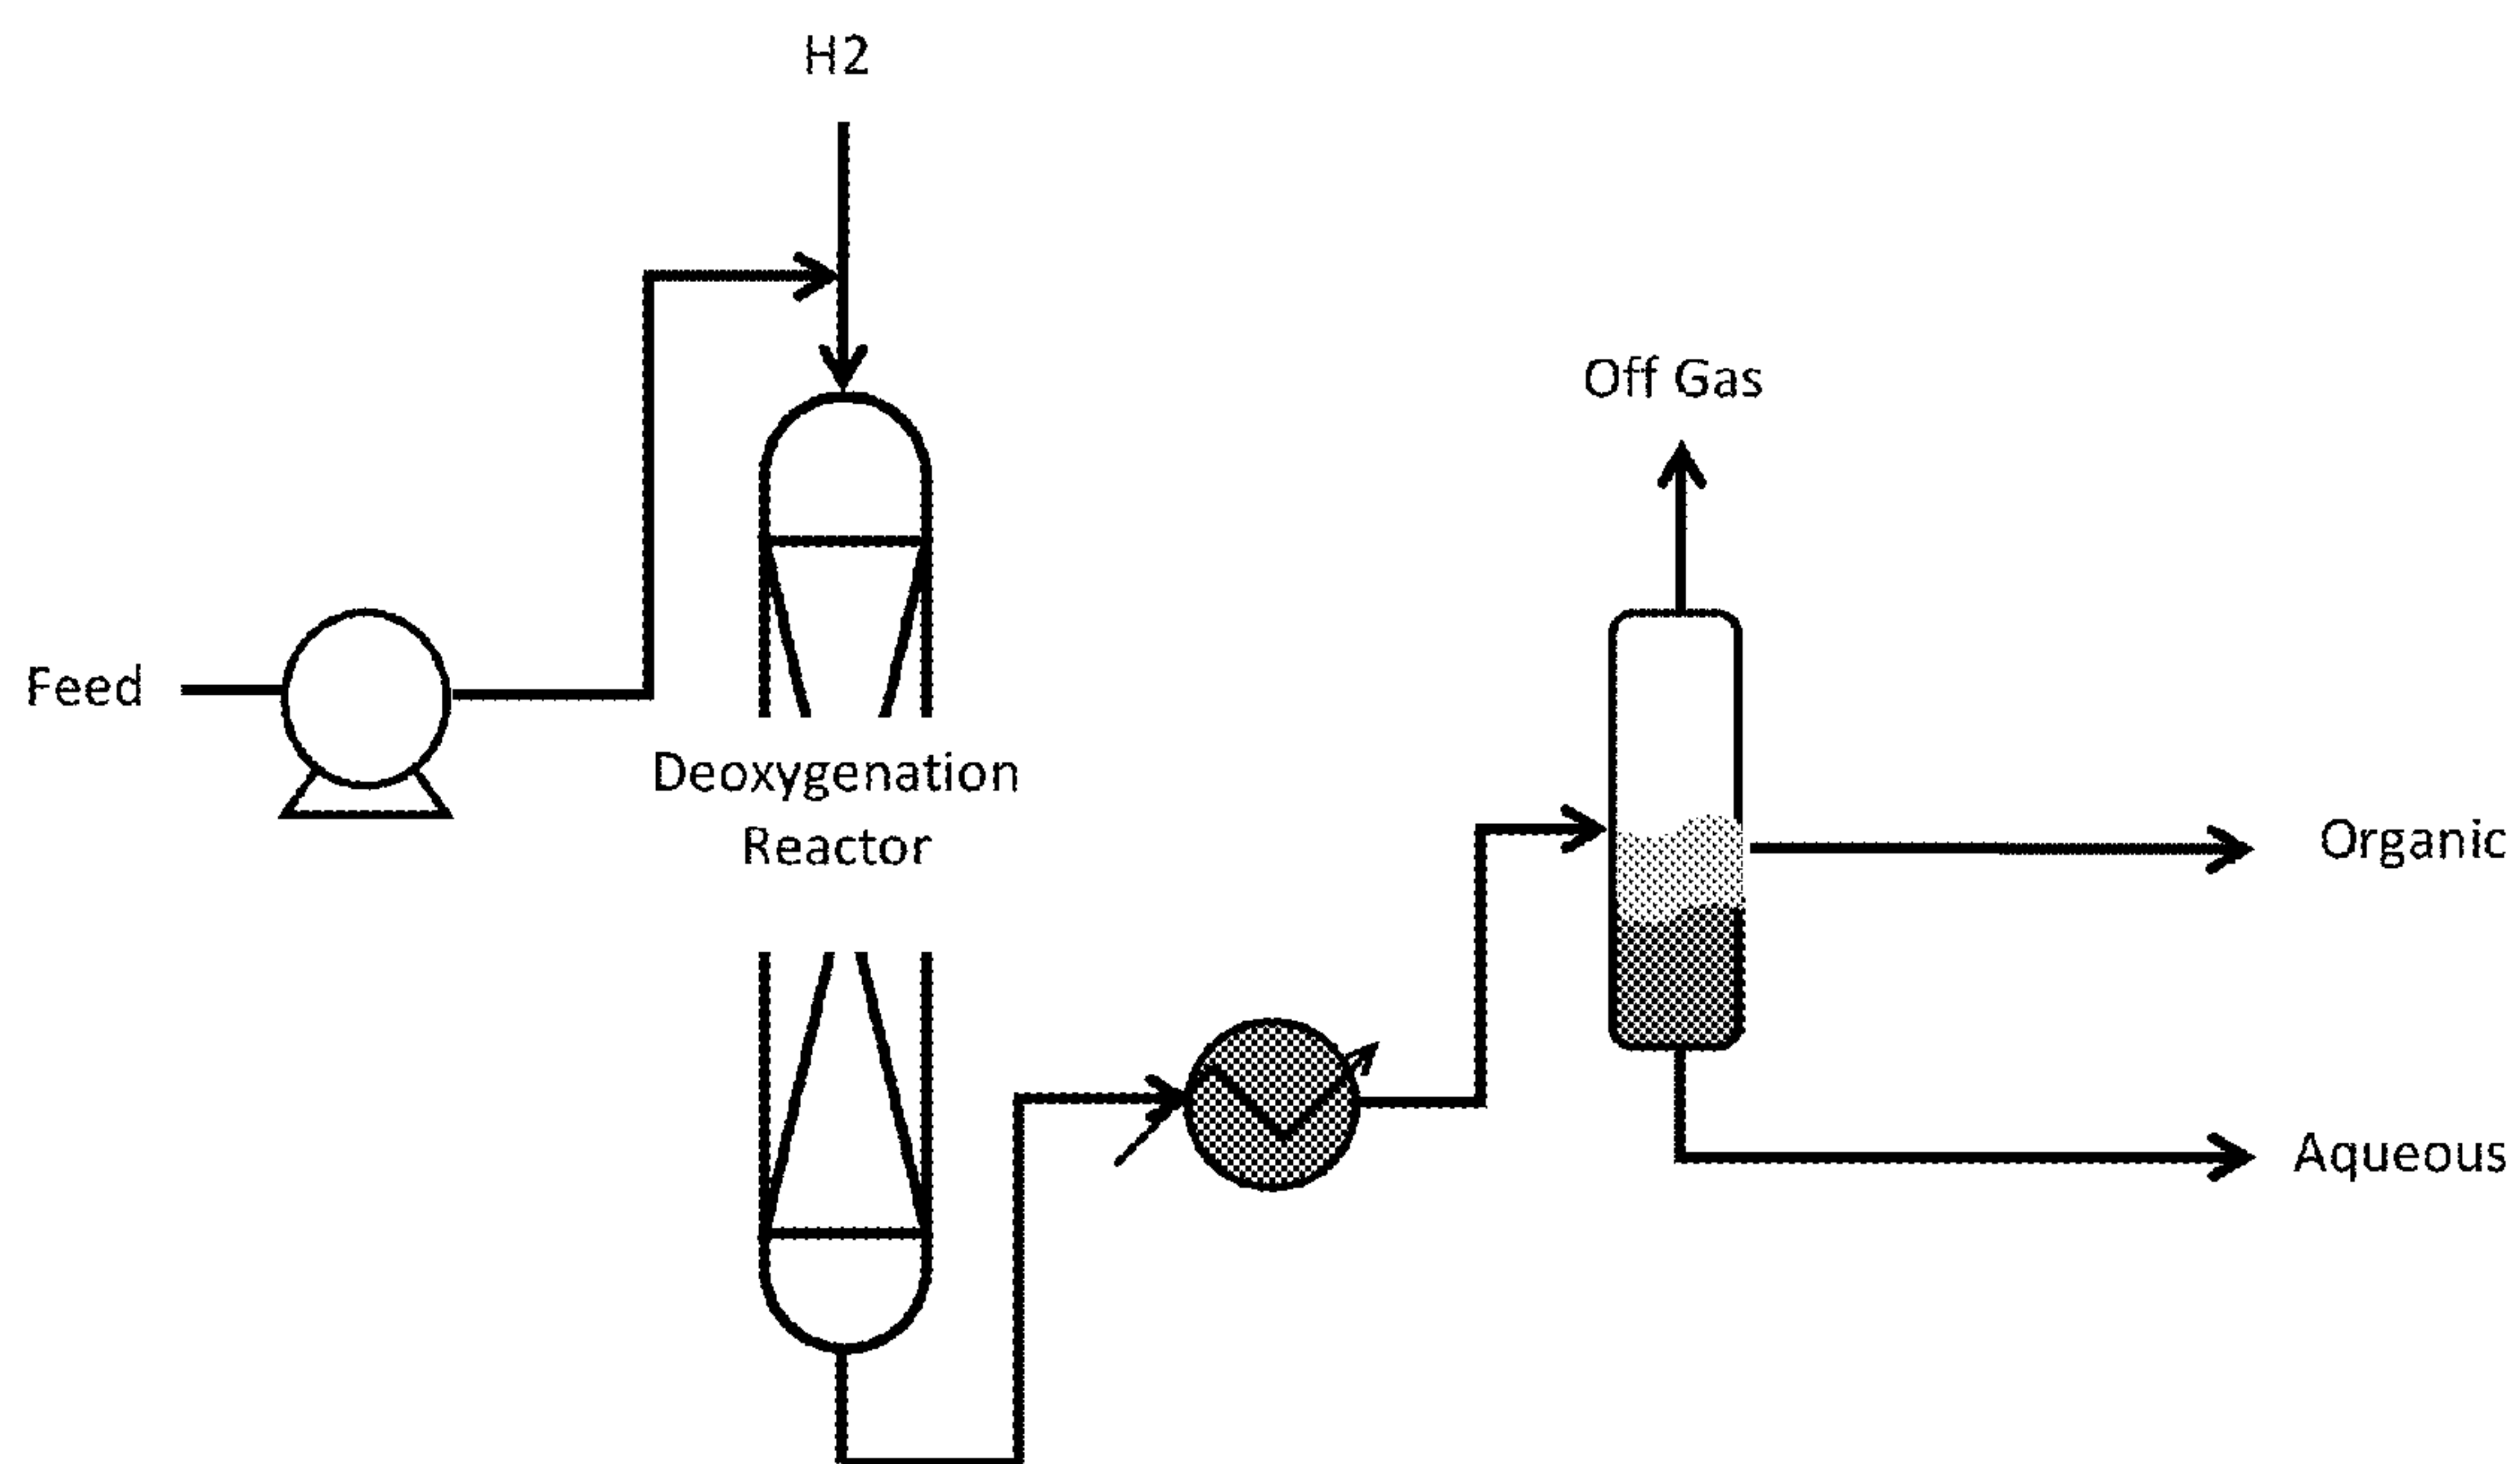 H2
Off Gas
Feed
Deoxygenation
Reactor
Organic
Aqueous